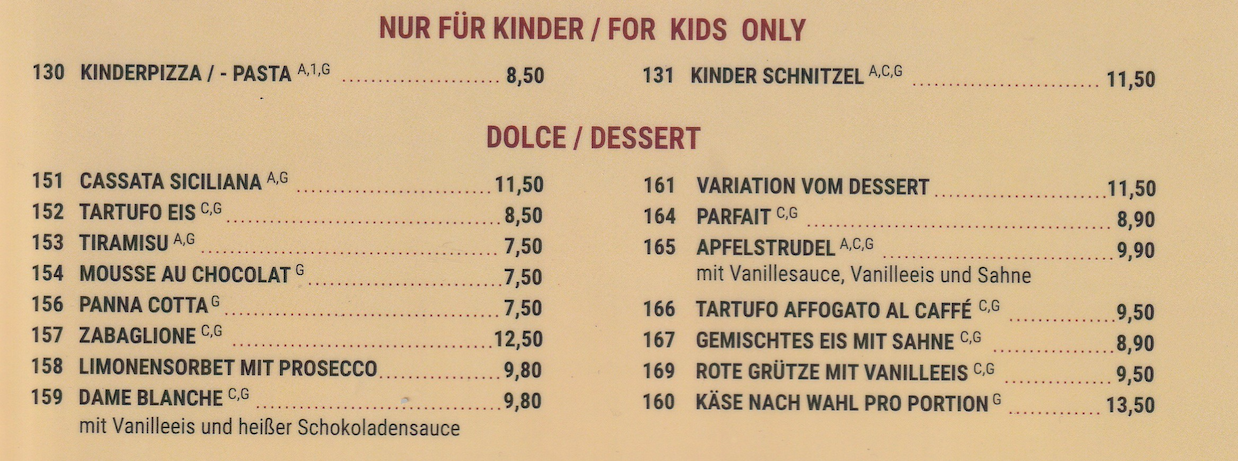 NUR FÜR KINDER / FOR KIDS ONLY
130 KINDERPIZZA / - PASTA A,1,G 8,50
131 KINDER SCHNITZEL A,C,G 11,50
DOLCE / DESSERT
151 CASSATA SICILIANA A,G 11,50
152 TARTUFO EIS C,G 8,50
153 TIRAMISU A,G 7,50
154 MOUSSE AU CHOCOLAT G 7,50
156 PANNA COTTA G 7,50
157 ZABAGLIONE C,G 12,50
158 LIMONENSORBET MIT PROSECCO 9,80
159 DAME BLANCHE C,G 9,80
mit Vanilleeis und heißer Schokoladensauce
161 VARIATION VOM DESSERT 11,50
164 PARFAIT C,G 8,90
165 APFELSTRUDEL A,C,G 9,90
mit Vanillesauce, Vanilleeis und Sahne
166 TARTUFO AFFOGATO AL CAFFÉ C,G 9,50
167 GEMISCHTES EIS MIT SAHNE C,G 8,90
169 ROTE GRÜTZE MIT VANILLEEIS C,G 9,50
160 KÄSE NACH WAHL PRO PORTION G 13,50